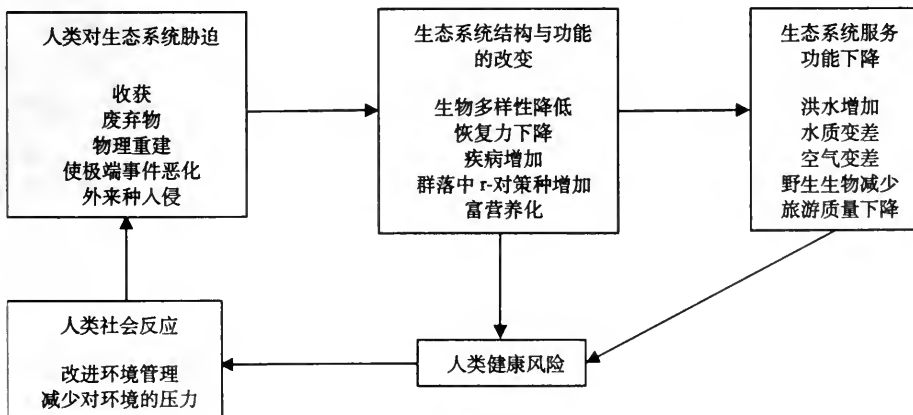 人类对生态系统胁迫
收获
废弃物
物理重建
使极端事件恶化
外来种人侵
生态系统结构与功能
的改变
生物多样性降低
恢复力下降
疾病增加
群落中 r-对策种增加
富营养化
生态系统服务
功能下降
洪水增加
水质变差
空气变差
野生生物减少
旅游质量下降
人类社会反应
改进环境管理
减少对环境的压力
人类健康风险